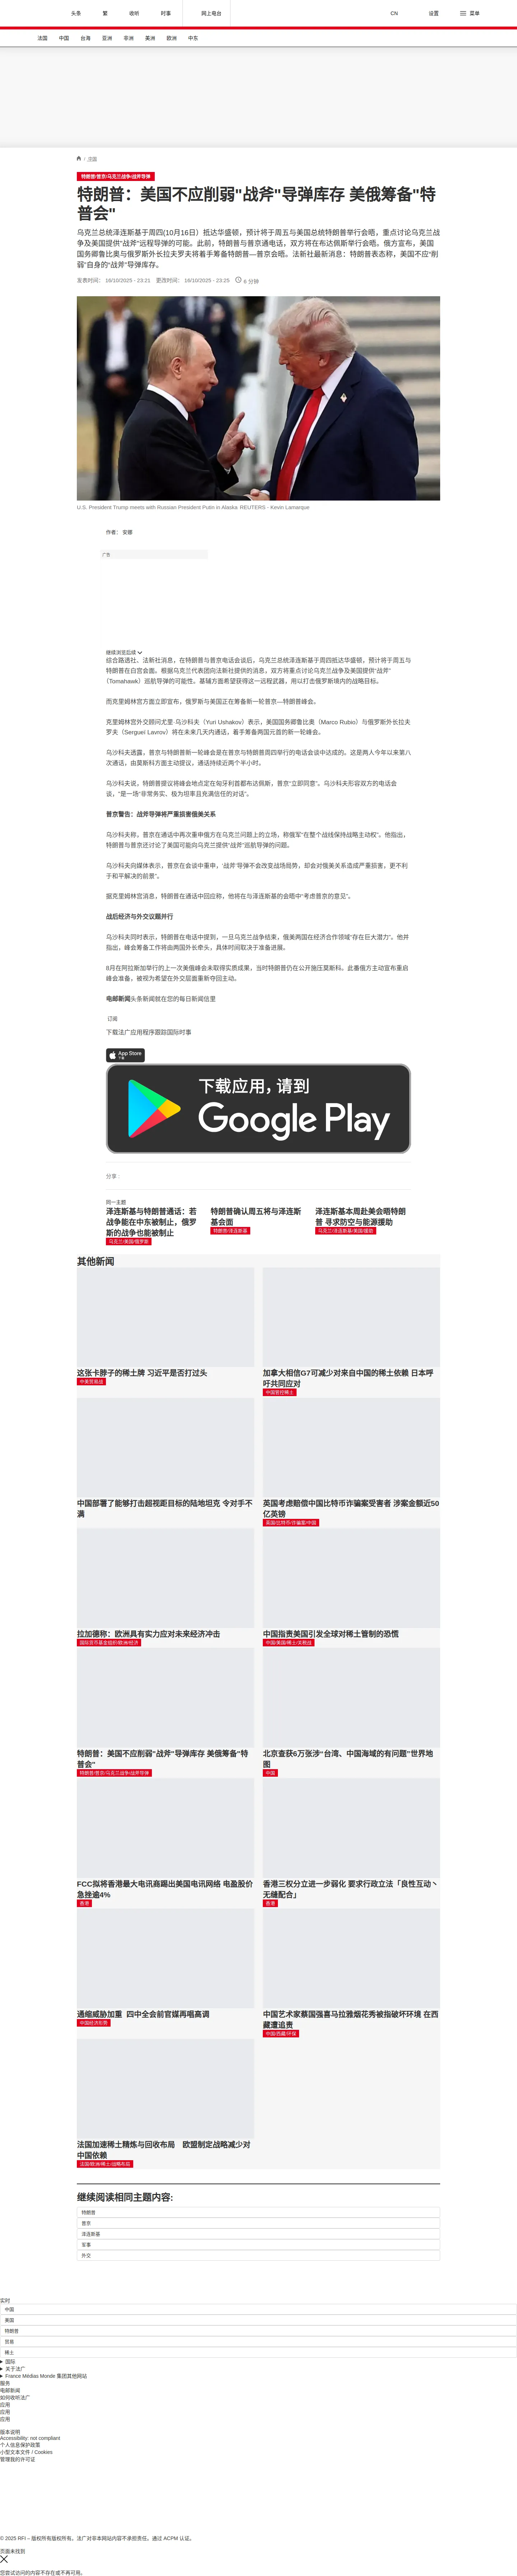 头条
繁
收听
时事
网上电台
CN
设置
菜单
法国
中国
台海
亚洲
非洲
美洲
欧洲
中东
/ 市国
特朗普/普京/乌克兰战争/战斧导弹
特朗普：美国不应削弱"战斧"导弹库存 美俄筹备"特
普会"
乌克兰总统泽连斯基于周四(10月16日）抵达华盛顿，预计将于周五与美国总统特朗普举行会晤，重点讨论乌克兰战
争及美国提供"战斧"远程导弹的可能。此前，特朗普与普京通电话，双方将在布达佩斯举行会晤。俄方宣布，美国
国务卿鲁比奥与俄罗斯外长拉夫罗夫将着手筹备特朗普—普京会晤。法新社最新消息：特朗普表态称，美国不应"削
弱"自身的"战斧"导弹库存。
发表时间： 16/10/2025 - 23:21 更改时间： 16/10/2025 - 23:25 6 分钟
U.S. President Trump meets with Russian President Putin in Alaska REUTERS - Kevin Lamarque
作者： 安娜
广告
继续浏览后续
综合路透社、法新社消息，在特朗普与普京电话会谈后，乌克兰总统泽连斯基于周四抵达华盛顿，预计将于周五与
特朗普在白宫会面。根据乌克兰代表团向法新社提供的消息，双方将重点讨论乌克兰战争及美国提供"战斧"
（Tomahawk）巡航导弹的可能性。基辅方面希望获得这一远程武器，用以打击俄罗斯境内的战略目标。
而克里姆林宫方面立即宣布，俄罗斯与美国正在筹备新一轮普京—特朗普峰会。
克里姆林宫外交顾问尤里·乌沙科夫（Yuri Ushakov）表示，美国国务卿鲁比奥（Marco Rubio）与俄罗斯外长拉夫
罗夫（Sergueï Lavrov）将在未来几天内通话，着手筹备两国元首的新一轮峰会。
乌沙科夫透露，普京与特朗普新一轮峰会是在普京与特朗普周四举行的电话会谈中达成的。这是两人今年以来第八
次通话，由莫斯科方面主动提议，通话持续近两个半小时。
乌沙科夫说，特朗普提议将峰会地点定在匈牙利首都布达佩斯，普京"立即同意"。乌沙科夫形容双方的电话会
谈，"是一场"非常务实、极为坦率且充满信任的对话"。
普京警告：战斧导弹将严重损害俄美关系
乌沙科夫称，普京在通话中再次重申俄方在乌克兰问题上的立场，称俄军"在整个战线保持战略主动权"。他指出，
特朗普与普京还讨论了美国可能向乌克兰提供"战斧"巡航导弹的问题。
乌沙科夫向媒体表示，普京在会谈中重申，'战斧'导弹不会改变战场局势，却会对俄美关系造成严重损害，更不利
于和平解决的前景"。
据克里姆林宫消息，特朗普在通话中回应称，他将在与泽连斯基的会晤中"考虑普京的意见"。
战后经济与外交议题并行
乌沙科夫同时表示，特朗普在电话中提到，一旦乌克兰战争结束，俄美两国在经济合作领域"存在巨大潜力"。他并
指出，峰会筹备工作将由两国外长牵头，具体时间取决于准备进展。
8月在阿拉斯加举行的上一次美俄峰会未取得实质成果，当时特朗普仍在公开施压莫斯科。此番俄方主动宣布重启
峰会准备，被视为希望在外交层面重新夺回主动。
电邮新闻头条新闻就在您的每日新闻信里
订阅
下载法广应用程序跟踪国际时事
App Store
下载
下载应用，请到
Google Play
分享：
同一主题
泽连斯基与特朗普通话：若
战争能在中东被制止，俄罗
斯的战争也能被制止
乌克兰/美国/俄罗斯
特朗普确认周五将与泽连斯
基会面
特朗普/泽连斯基
泽连斯基本周赴美会晤特朗
普 寻求防空与能源援助
乌克兰/泽连斯基/美国/援助
其他新闻
这张卡脖子的稀土牌 习近平是否打过头
中美贸易战
加拿大相信G7可减少对来自中国的稀土依赖 日本呼
吁共同应对
中国管控稀土
中国部署了能够打击超视距目标的陆地坦克 令对手不
满
英国考虑赔偿中国比特币诈骗案受害者 涉案金额近50
亿英镑
英国/比特币/诈骗案/中国
拉加德称：欧洲具有实力应对未来经济冲击
国际货币基金组织/欧洲/经济
中国指责美国引发全球对稀土管制的恐慌
中国/美国/稀土/关税战
特朗普：美国不应削弱"战斧"导弹库存 美俄筹备"特
普会"
特朗普/普京/乌克兰战争/战斧导弹
北京查获6万张涉“台湾、中国海域的有问题”世界地
图
中国
FCC拟将香港最大电讯商踢出美国电讯网络 电盈股价
急挫逾4%
香港
香港三权分立进一步弱化 要求行政立法「良性互动丶
无缝配合」
香港
通缩威胁加重 四中全会前官媒再唱高调
中国经济形势
中国艺术家蔡国强喜马拉雅烟花秀被指破坏环境 在西
藏遭追责
中国/西藏/环保
法国加速稀土精炼与回收布局 欧盟制定战略减少对
中国依赖
法国/欧洲/稀土/战略布局
继续阅读相同主题内容:
特朗普
普京
泽连斯基
军事
外交
实时
中国
美国
特朗普
贸易
稀土
国际
关于法广
France Médias Monde 集团其他网站
服务
电邮新闻
如何收听法广
应用
应用
应用
版本说明
Accessibility: not compliant
个人信息保护政策
小型文本文件 / Cookies
管理我的许可证
© 2025 RFI – 版权所有版权所有。法广对非本网站内容不承担责任。通过 ACPM 认证。
页面未找到
您尝试访问的内容不存在或不再可用。